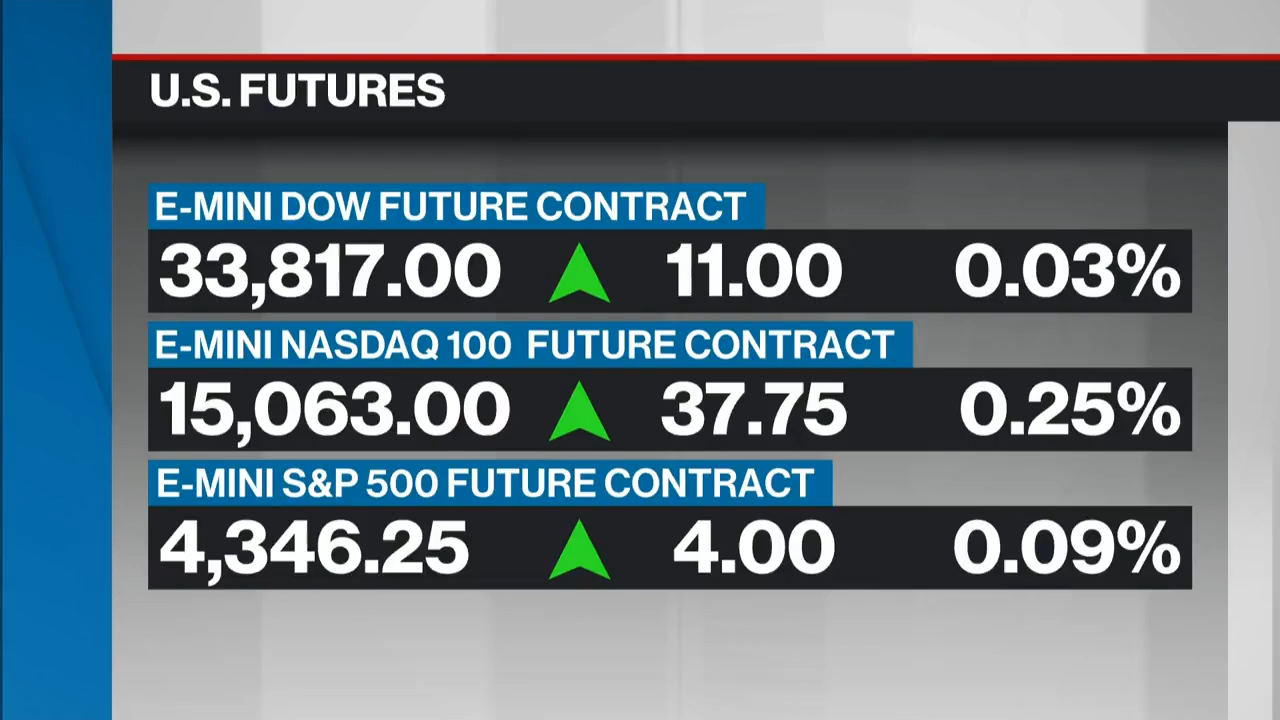 U.S. FUTURES
E-MINI DOW FUTURE CONTRACT
33,817.00 11.00 0.03%
E-MINI NASDAQ 100 FUTURE CONTRACT
15,063.00 37.75 0.25%
E-MINI S&P 500 FUTURE CONTRACT
4,346.25 4.00 0.09%